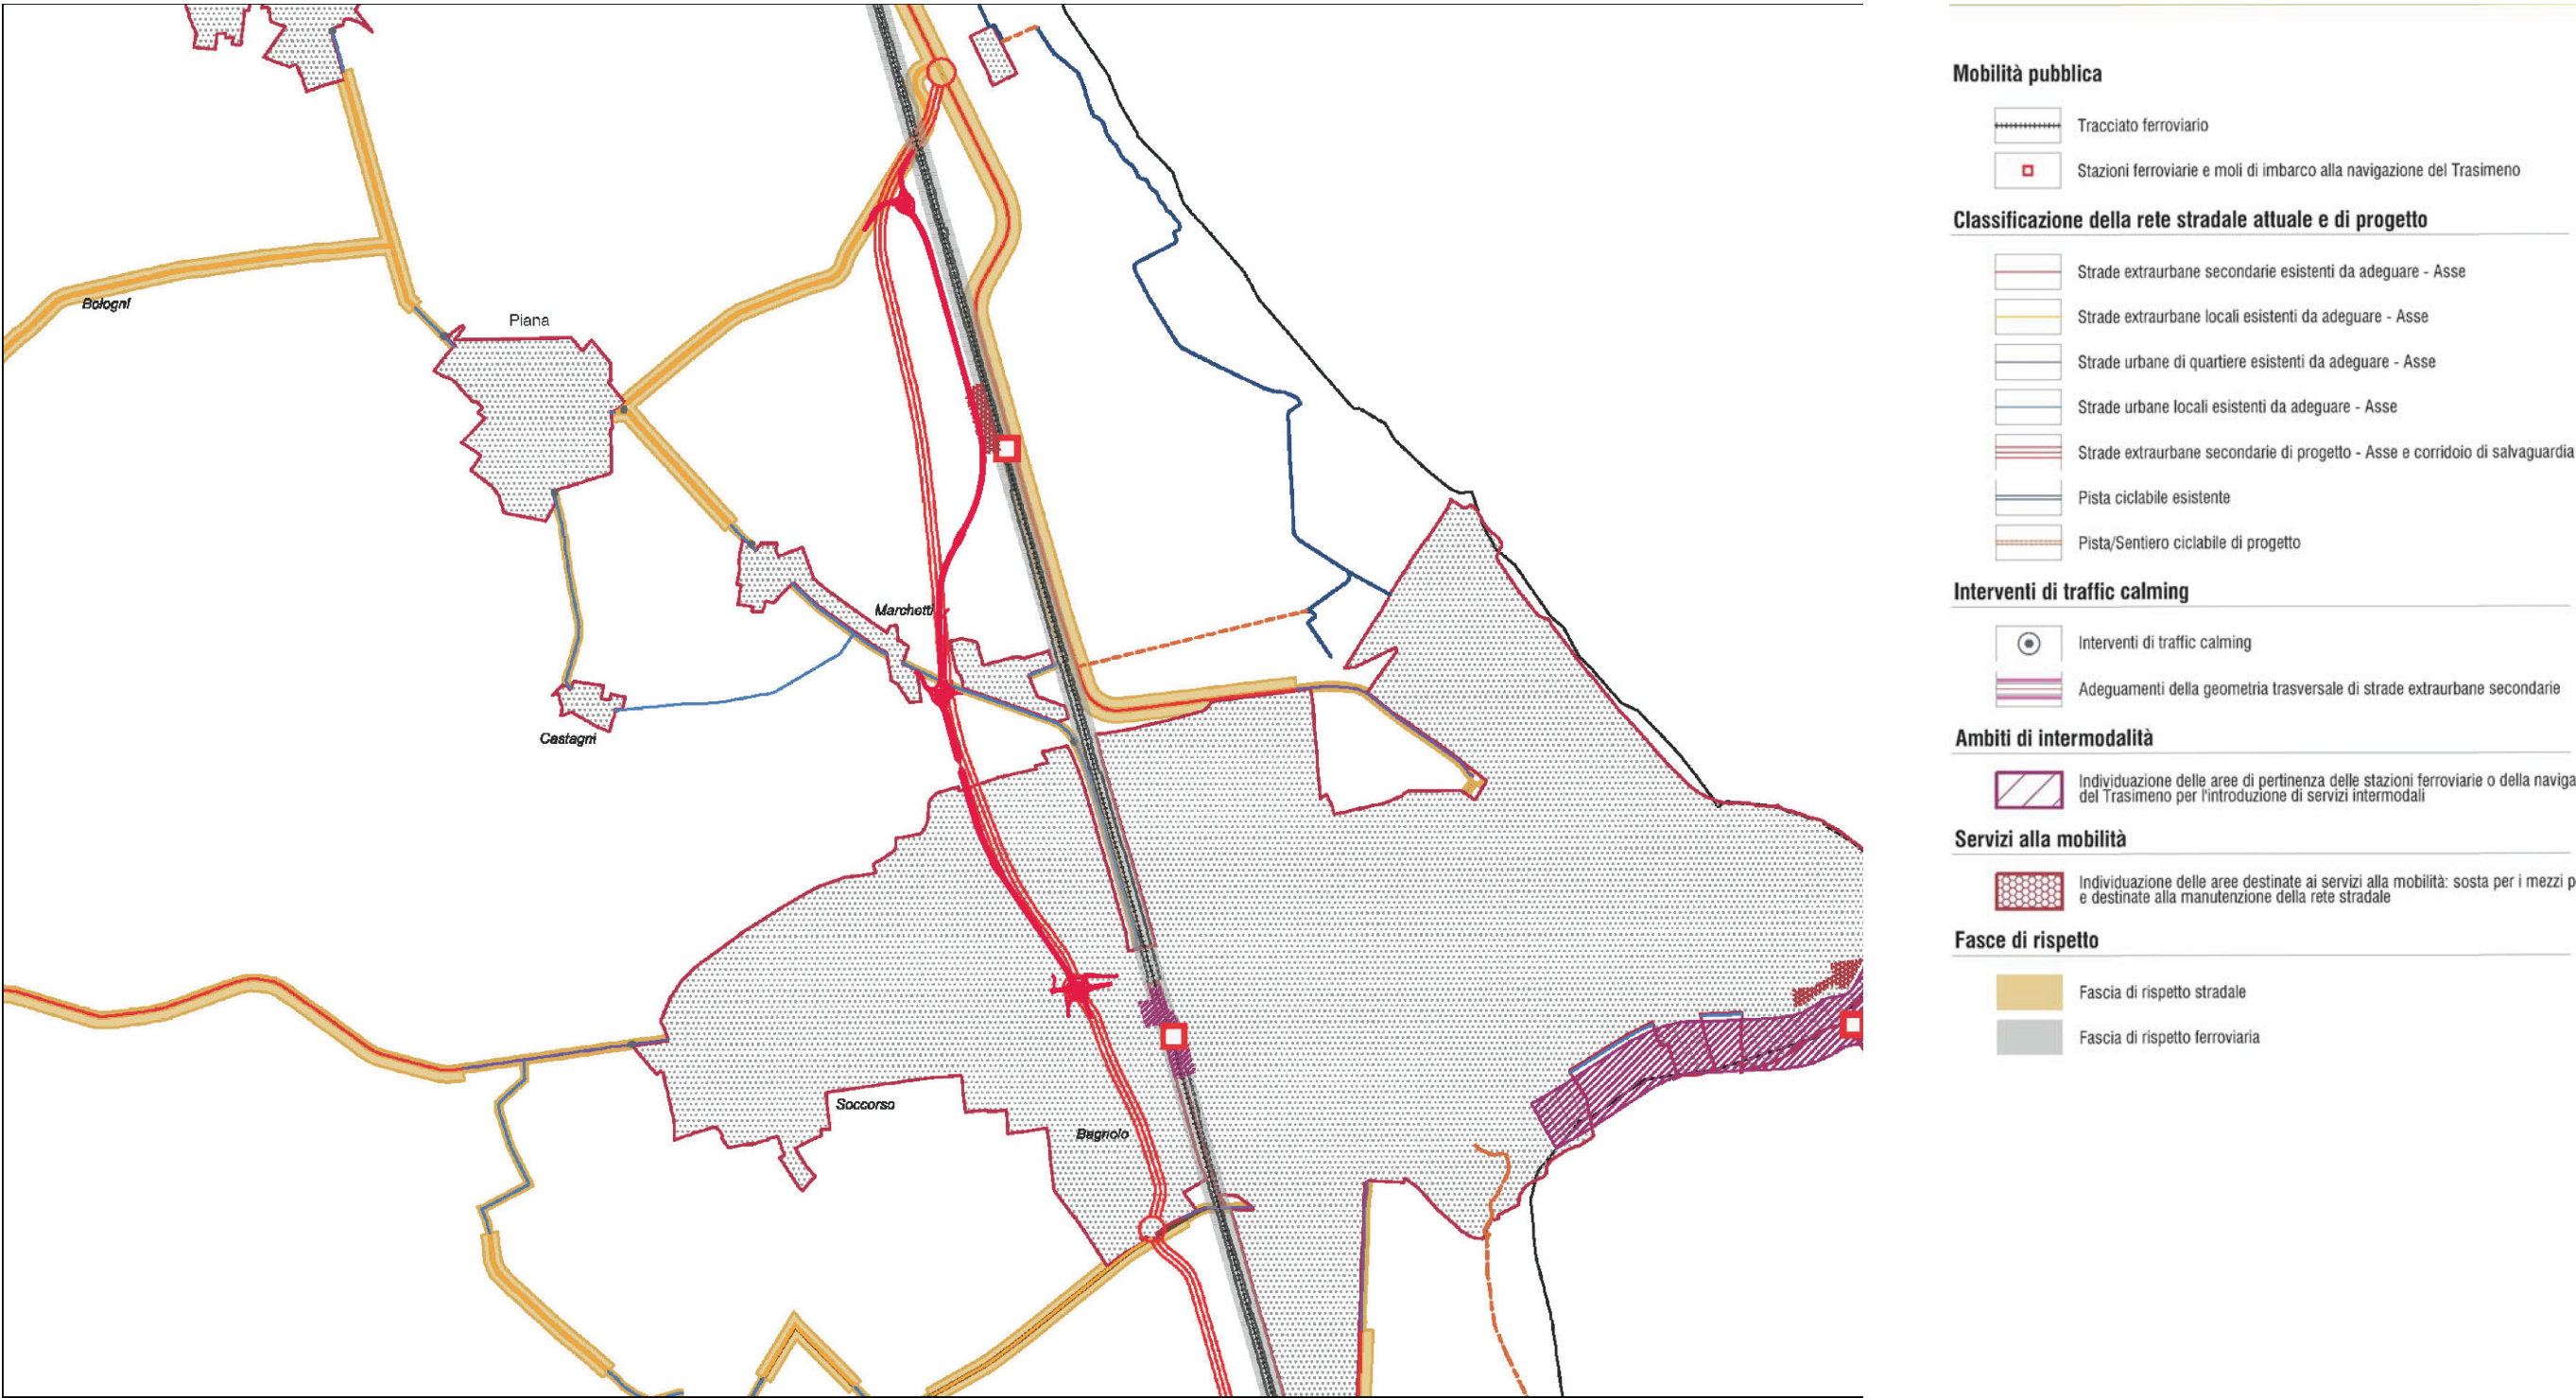 Bologni
Piana
Marchetti
Castagni
Soccorso
Bagnolo
Mobilità pubblica
Tracciato ferroviario
Stazioni ferroviarie e moli di imbarco alla navigazione del Trasimeno
Classificazione della rete stradale attuale e di progetto
Strade extraurbane secondarie esistenti da adeguare - Asse
Strade extraurbane locali esistenti da adeguare - Asse
Strade urbane di quartiere esistenti da adeguare - Asse
Strade urbane locali esistenti da adeguare - Asse
Strade extraurbane secondarie di progetto - Asse e corridoio di salvaguardia
Pista ciclabile esistente
Pista/Sentiero ciclabile di progetto
Interventi di traffic calming
Interventi di traffic calming
Adeguamenti della geometria trasversale di strade extraurbane secondarie
Ambiti di intermodalità
Individuazione delle aree di pertinenza delle stazioni ferroviarie o della naviga
del Trasimeno per l'introduzione di servizi intermodali
Servizi alla mobilità
Individuazione delle aree destinate ai servizi alla mobilità: sosta per i mezzi p
e destinate alla manutenzione della rete stradale
Fasce di rispetto
Fascia di rispetto stradale
Fascia di rispetto ferroviaria